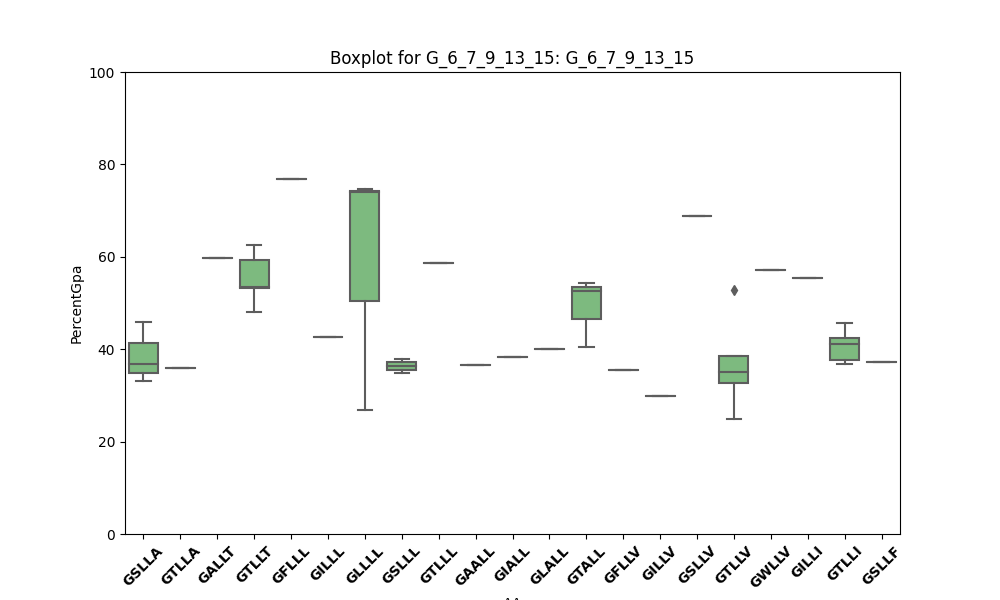 Boxplot for G_6_7_9_13_15: G_6_7_9_13_15
PercentGpa
100
80
60
40
20
0
GSLLA GTLLA GALLT GTLLT GFLLL GILLL GLLLL GSLLL GTLLL GAALL GIALL GLALL GTALL GFLLV GILLV GSLLV GTLLV GWLLV GILLI GTLLI GSLLF